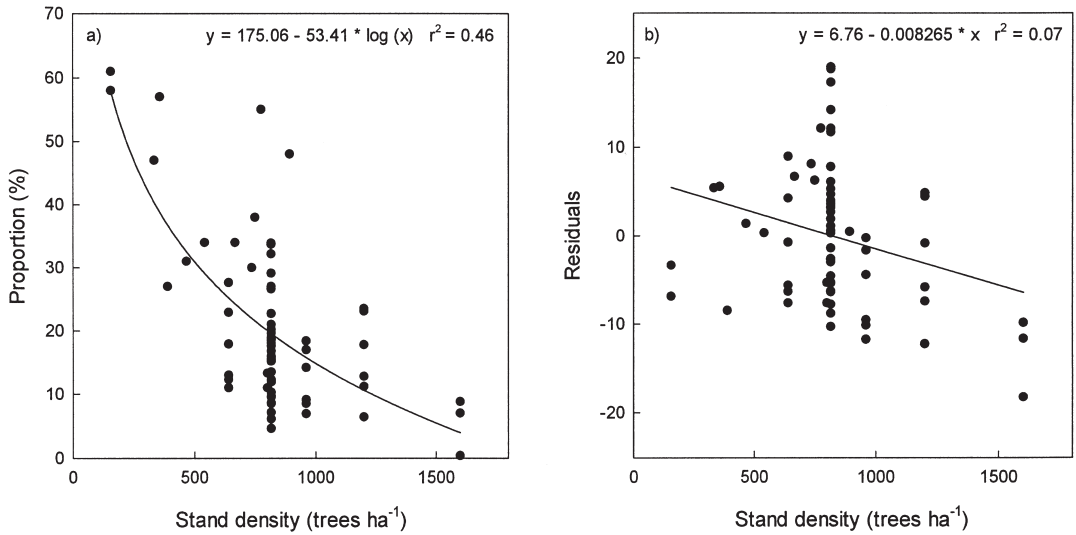 a) y = 175.06 - 53.41 * log (x) r² = 0.46
70
60
50
40
30
20
10
0
Proportion (%)
0 500 1000 1500
Stand density (trees ha⁻¹)
b) y = 6.76 - 0.008265 * x r² = 0.07
20
10
0
-10
-20
Residuals
0 500 1000 1500
Stand density (trees ha⁻¹)